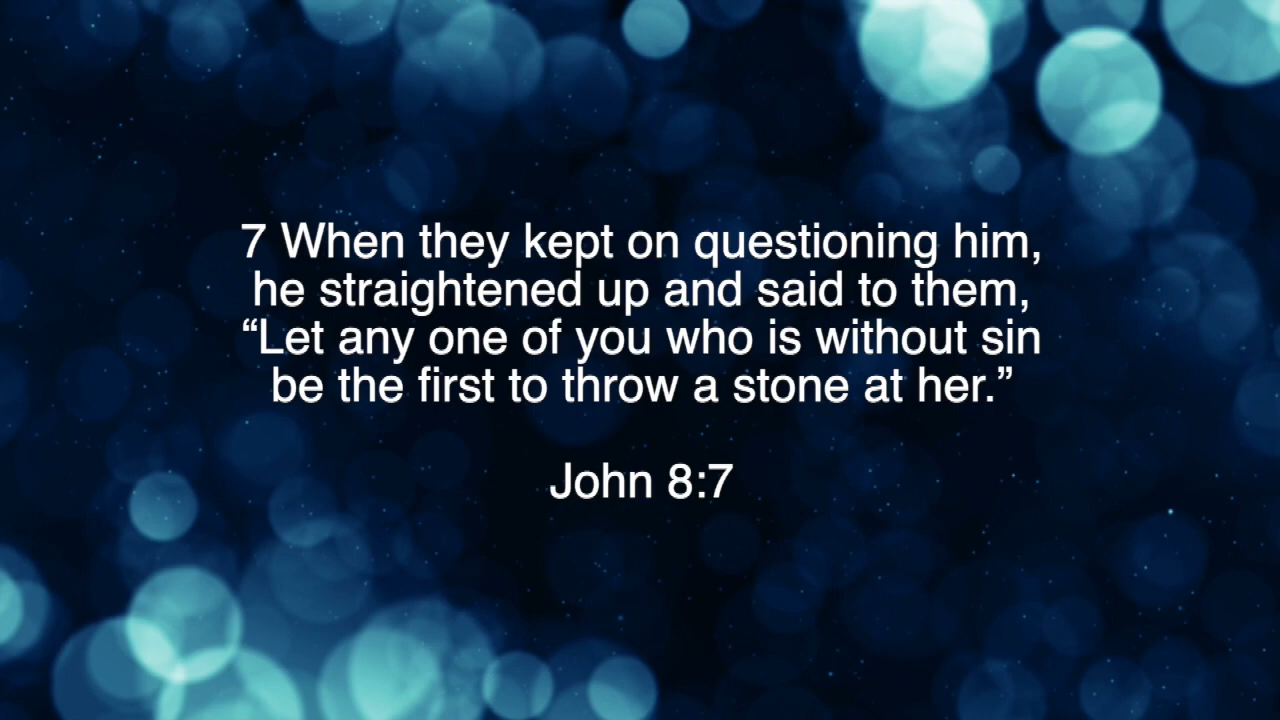 7 When they kept on questioning him,
he straightened up and said to them,
“Let any one of you who is without sin
be the first to throw a stone at her.”
John 8:7